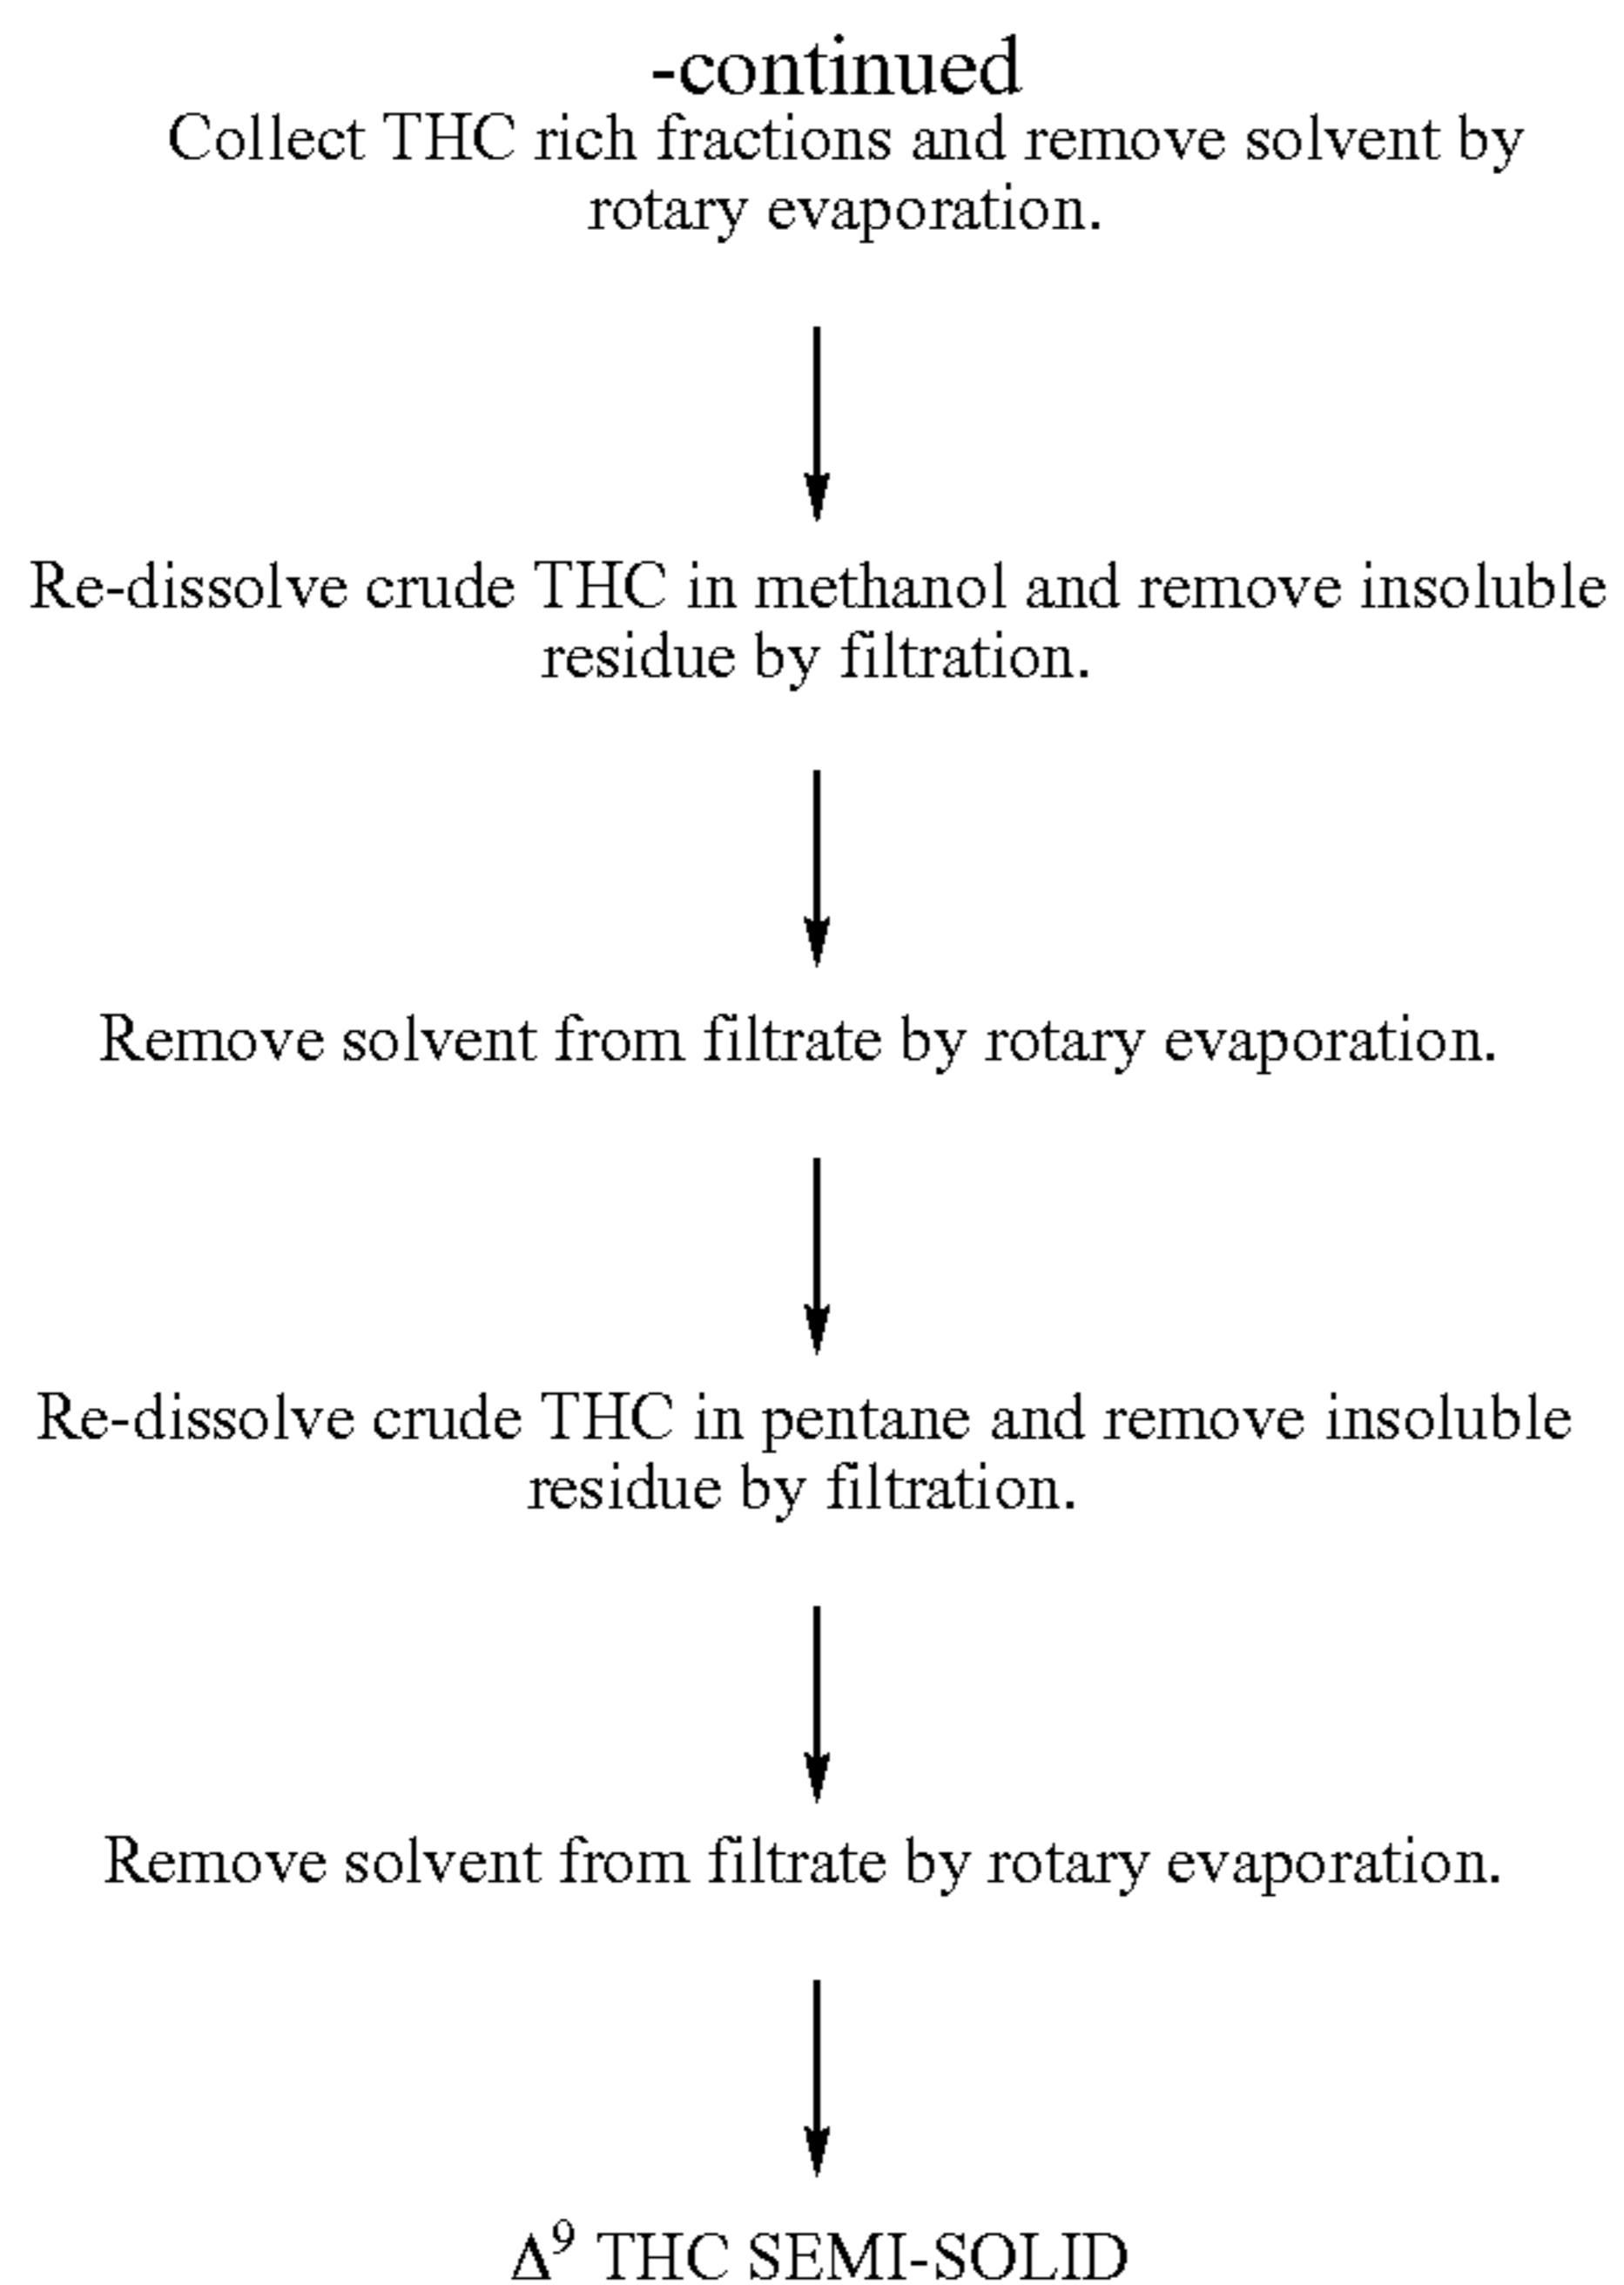 -continued
Collect THC rich fractions and remove solvent by
rotary evaporation.
Re-dissolve crude THC in methanol and remove insoluble
residue by filtration.
Remove solvent from filtrate by rotary evaporation.
Re-dissolve crude THC in pentane and remove insoluble
residue by filtration.
Remove solvent from filtrate by rotary evaporation.
Δ⁹ THC SEMI-SOLID